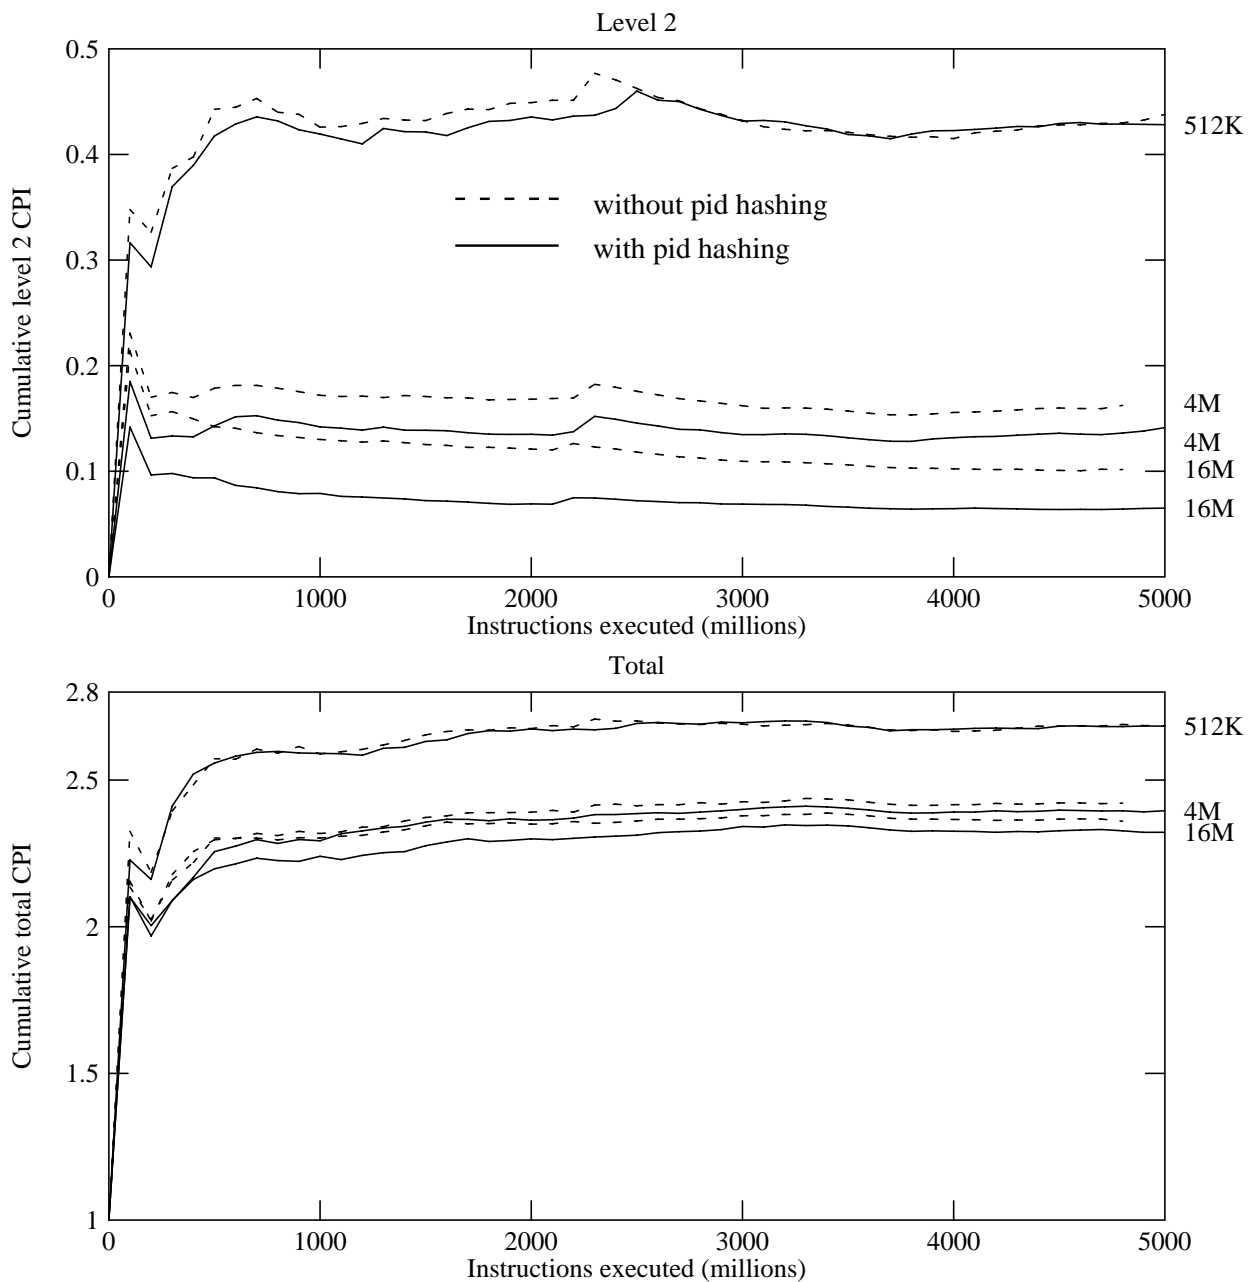 Level 2
0.5
0.4
0.3
0.2
0.1
0
Cumulative level 2 CPI
without pid hashing
with pid hashing
512K
4M
4M
16M
16M
0 1000 2000 3000 4000 5000
Instructions executed (millions)
Total
2.8
2.5
2
1.5
1
Cumulative total CPI
512K
4M
16M
0 1000 2000 3000 4000 5000
Instructions executed (millions)